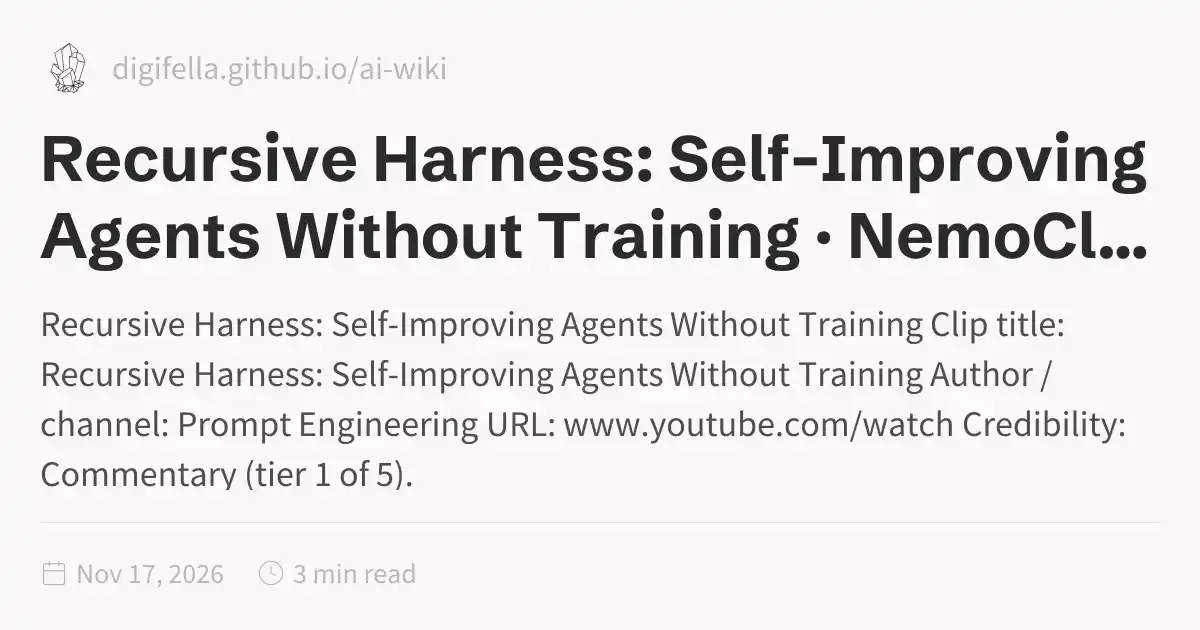 digifella.github.io/ai-wiki
Recursive Harness: Self-Improving
Agents Without Training · NemoCl...
Recursive Harness: Self-Improving Agents Without Training Clip title:
Recursive Harness: Self-Improving Agents Without Training Author /
channel: Prompt Engineering URL: www.youtube.com/watch Credibility:
Commentary (tier 1 of 5).
Nov 17, 2026 3 min read